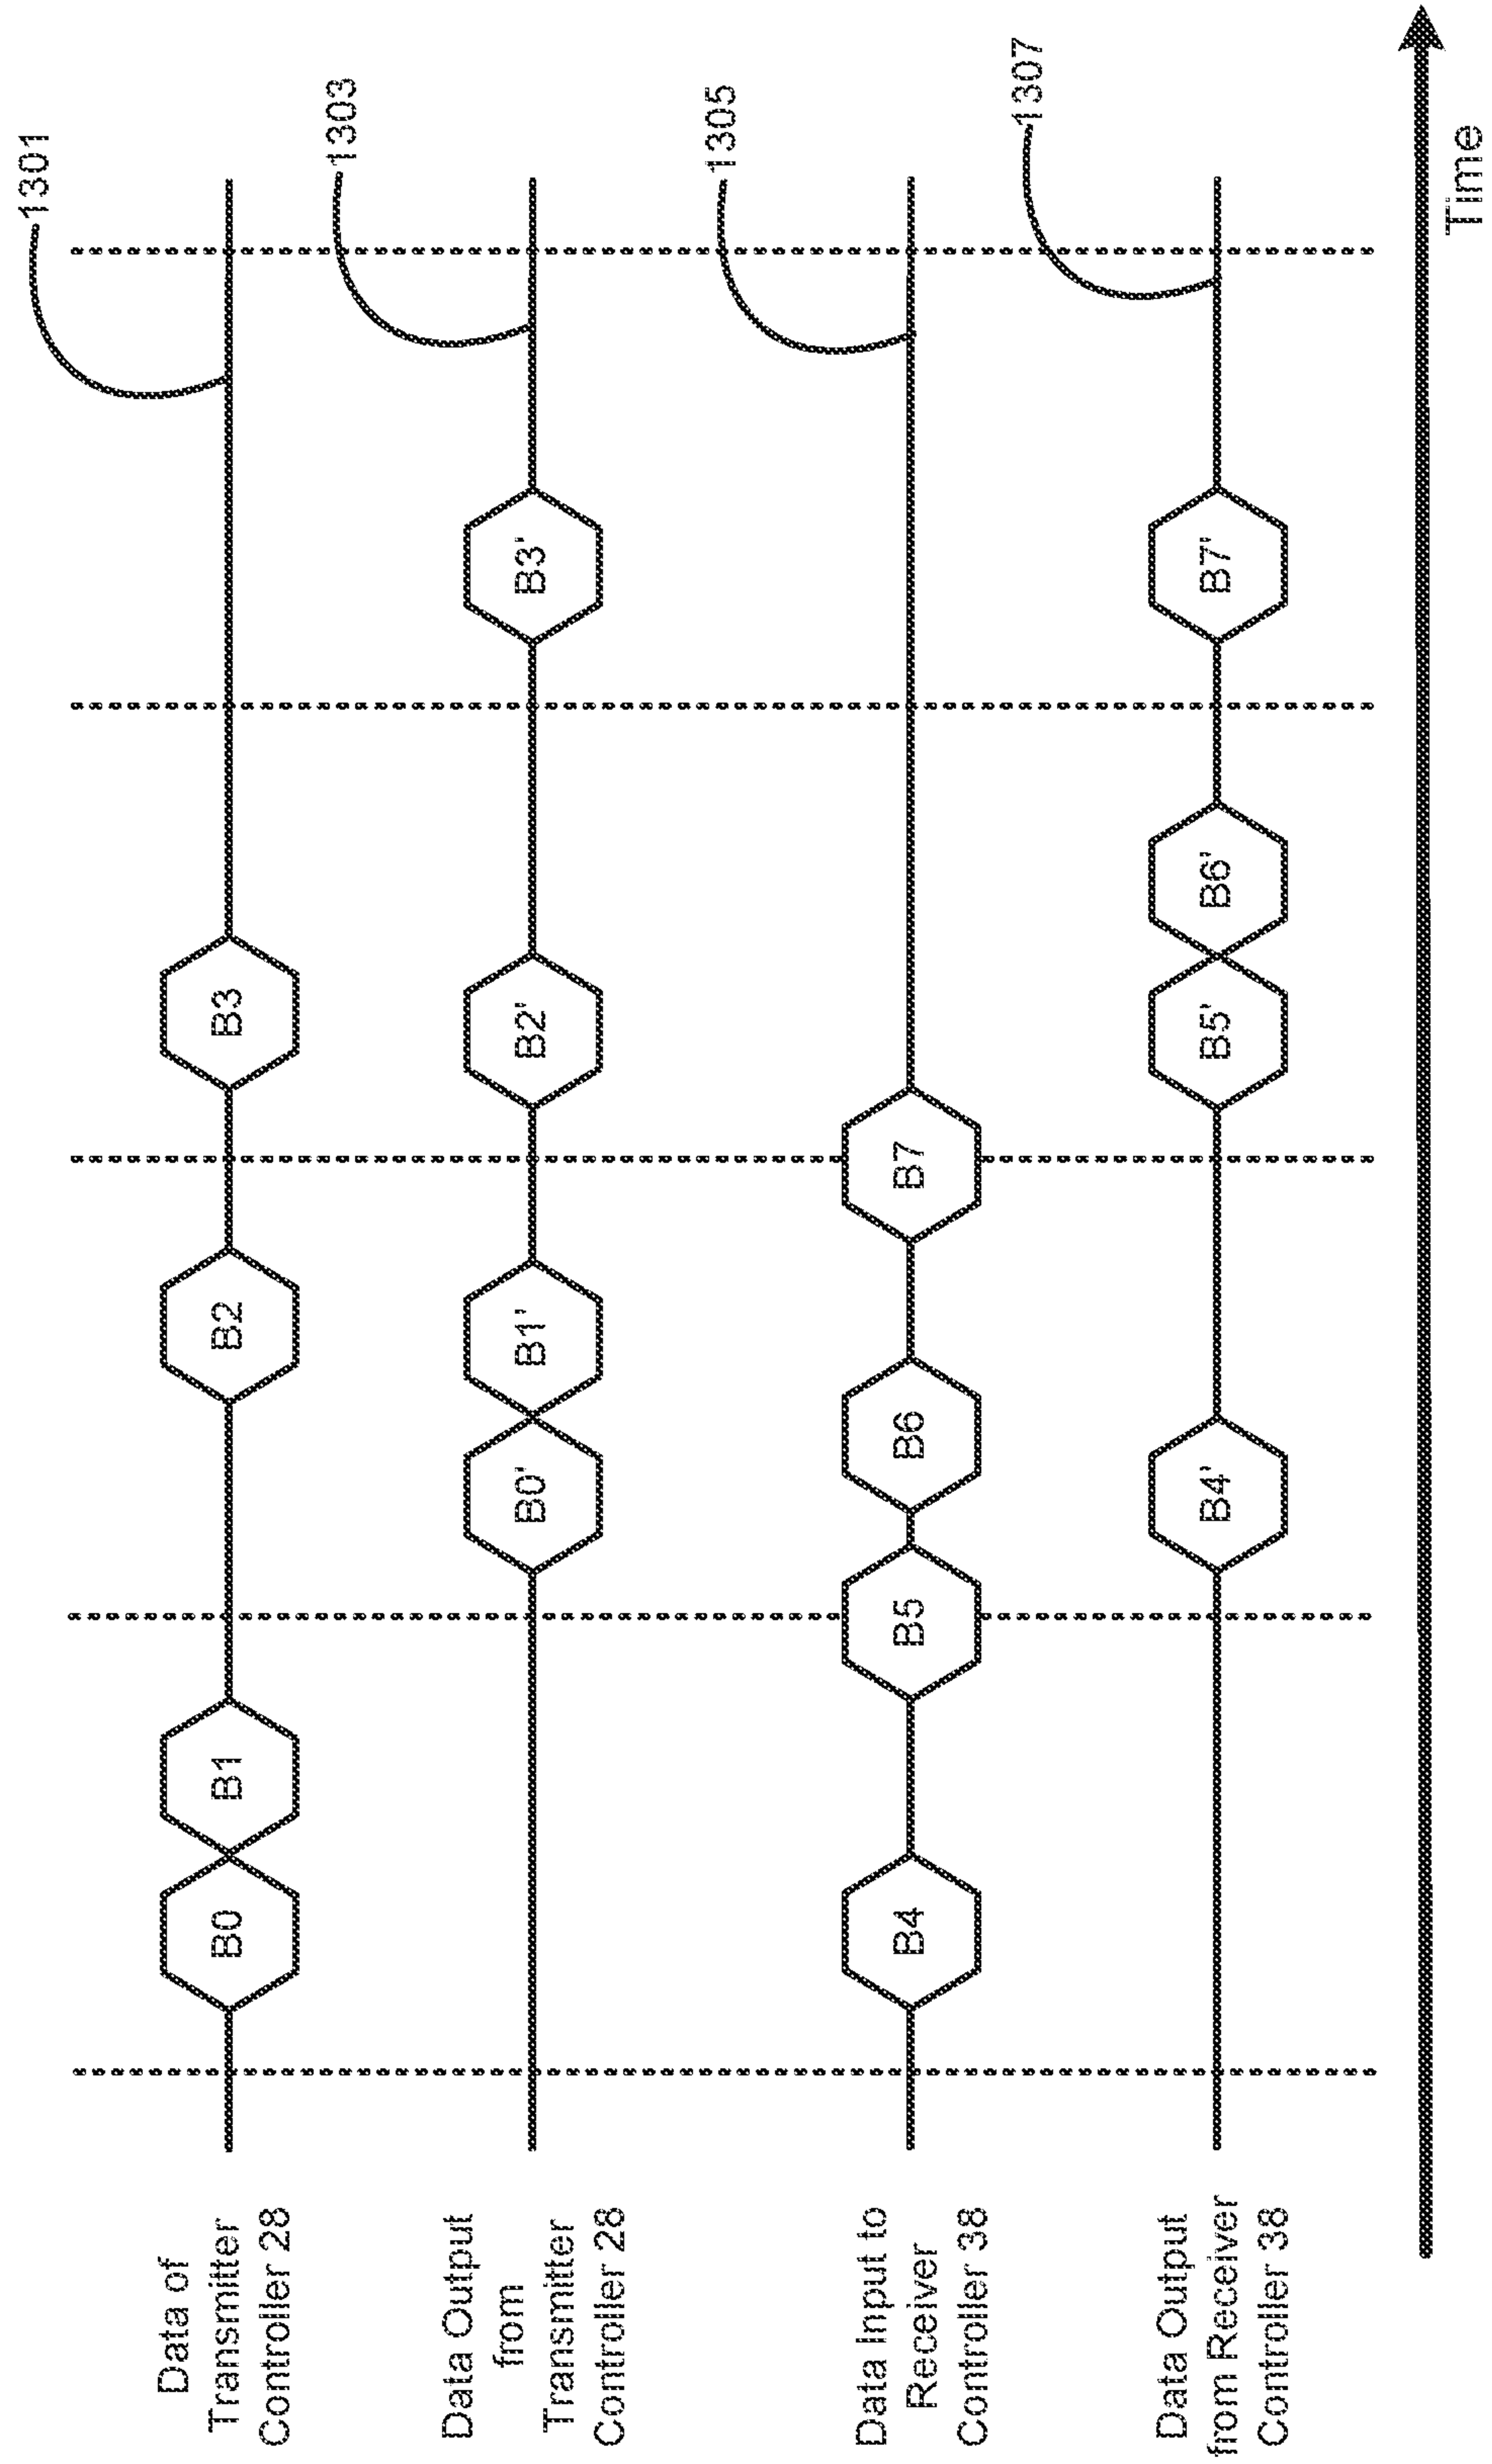 Data of
Transmitter
Controller 28
B0
B1
B2
B3
1301
Data Output
from
Transmitter
Controller 28
B0'
B1'
B2'
B3'
1303
Data Input to
Receiver
Controller 38
B4
B5
B6
B7
1305
Data Output
from Receiver
Controller 38
B4'
B5'
B6'
B7'
1307
Time